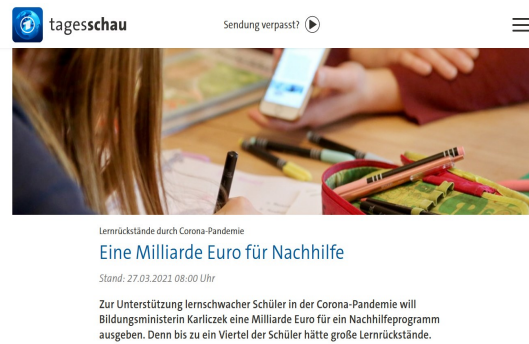 tagesschau
Sendung verpasst?
Lernrückstände durch Corona-Pandemie
Eine Milliarde Euro für Nachhilfe
Stand: 27.03.2021 08:00 Uhr
Zur Unterstützung lernschwacher Schüler in der Corona-Pandemie will
Bildungsministerin Karliczek eine Milliarde Euro für ein Nachhilfeprogramm
ausgeben. Denn bis zu ein Viertel der Schüler hätte große Lernrückstände.